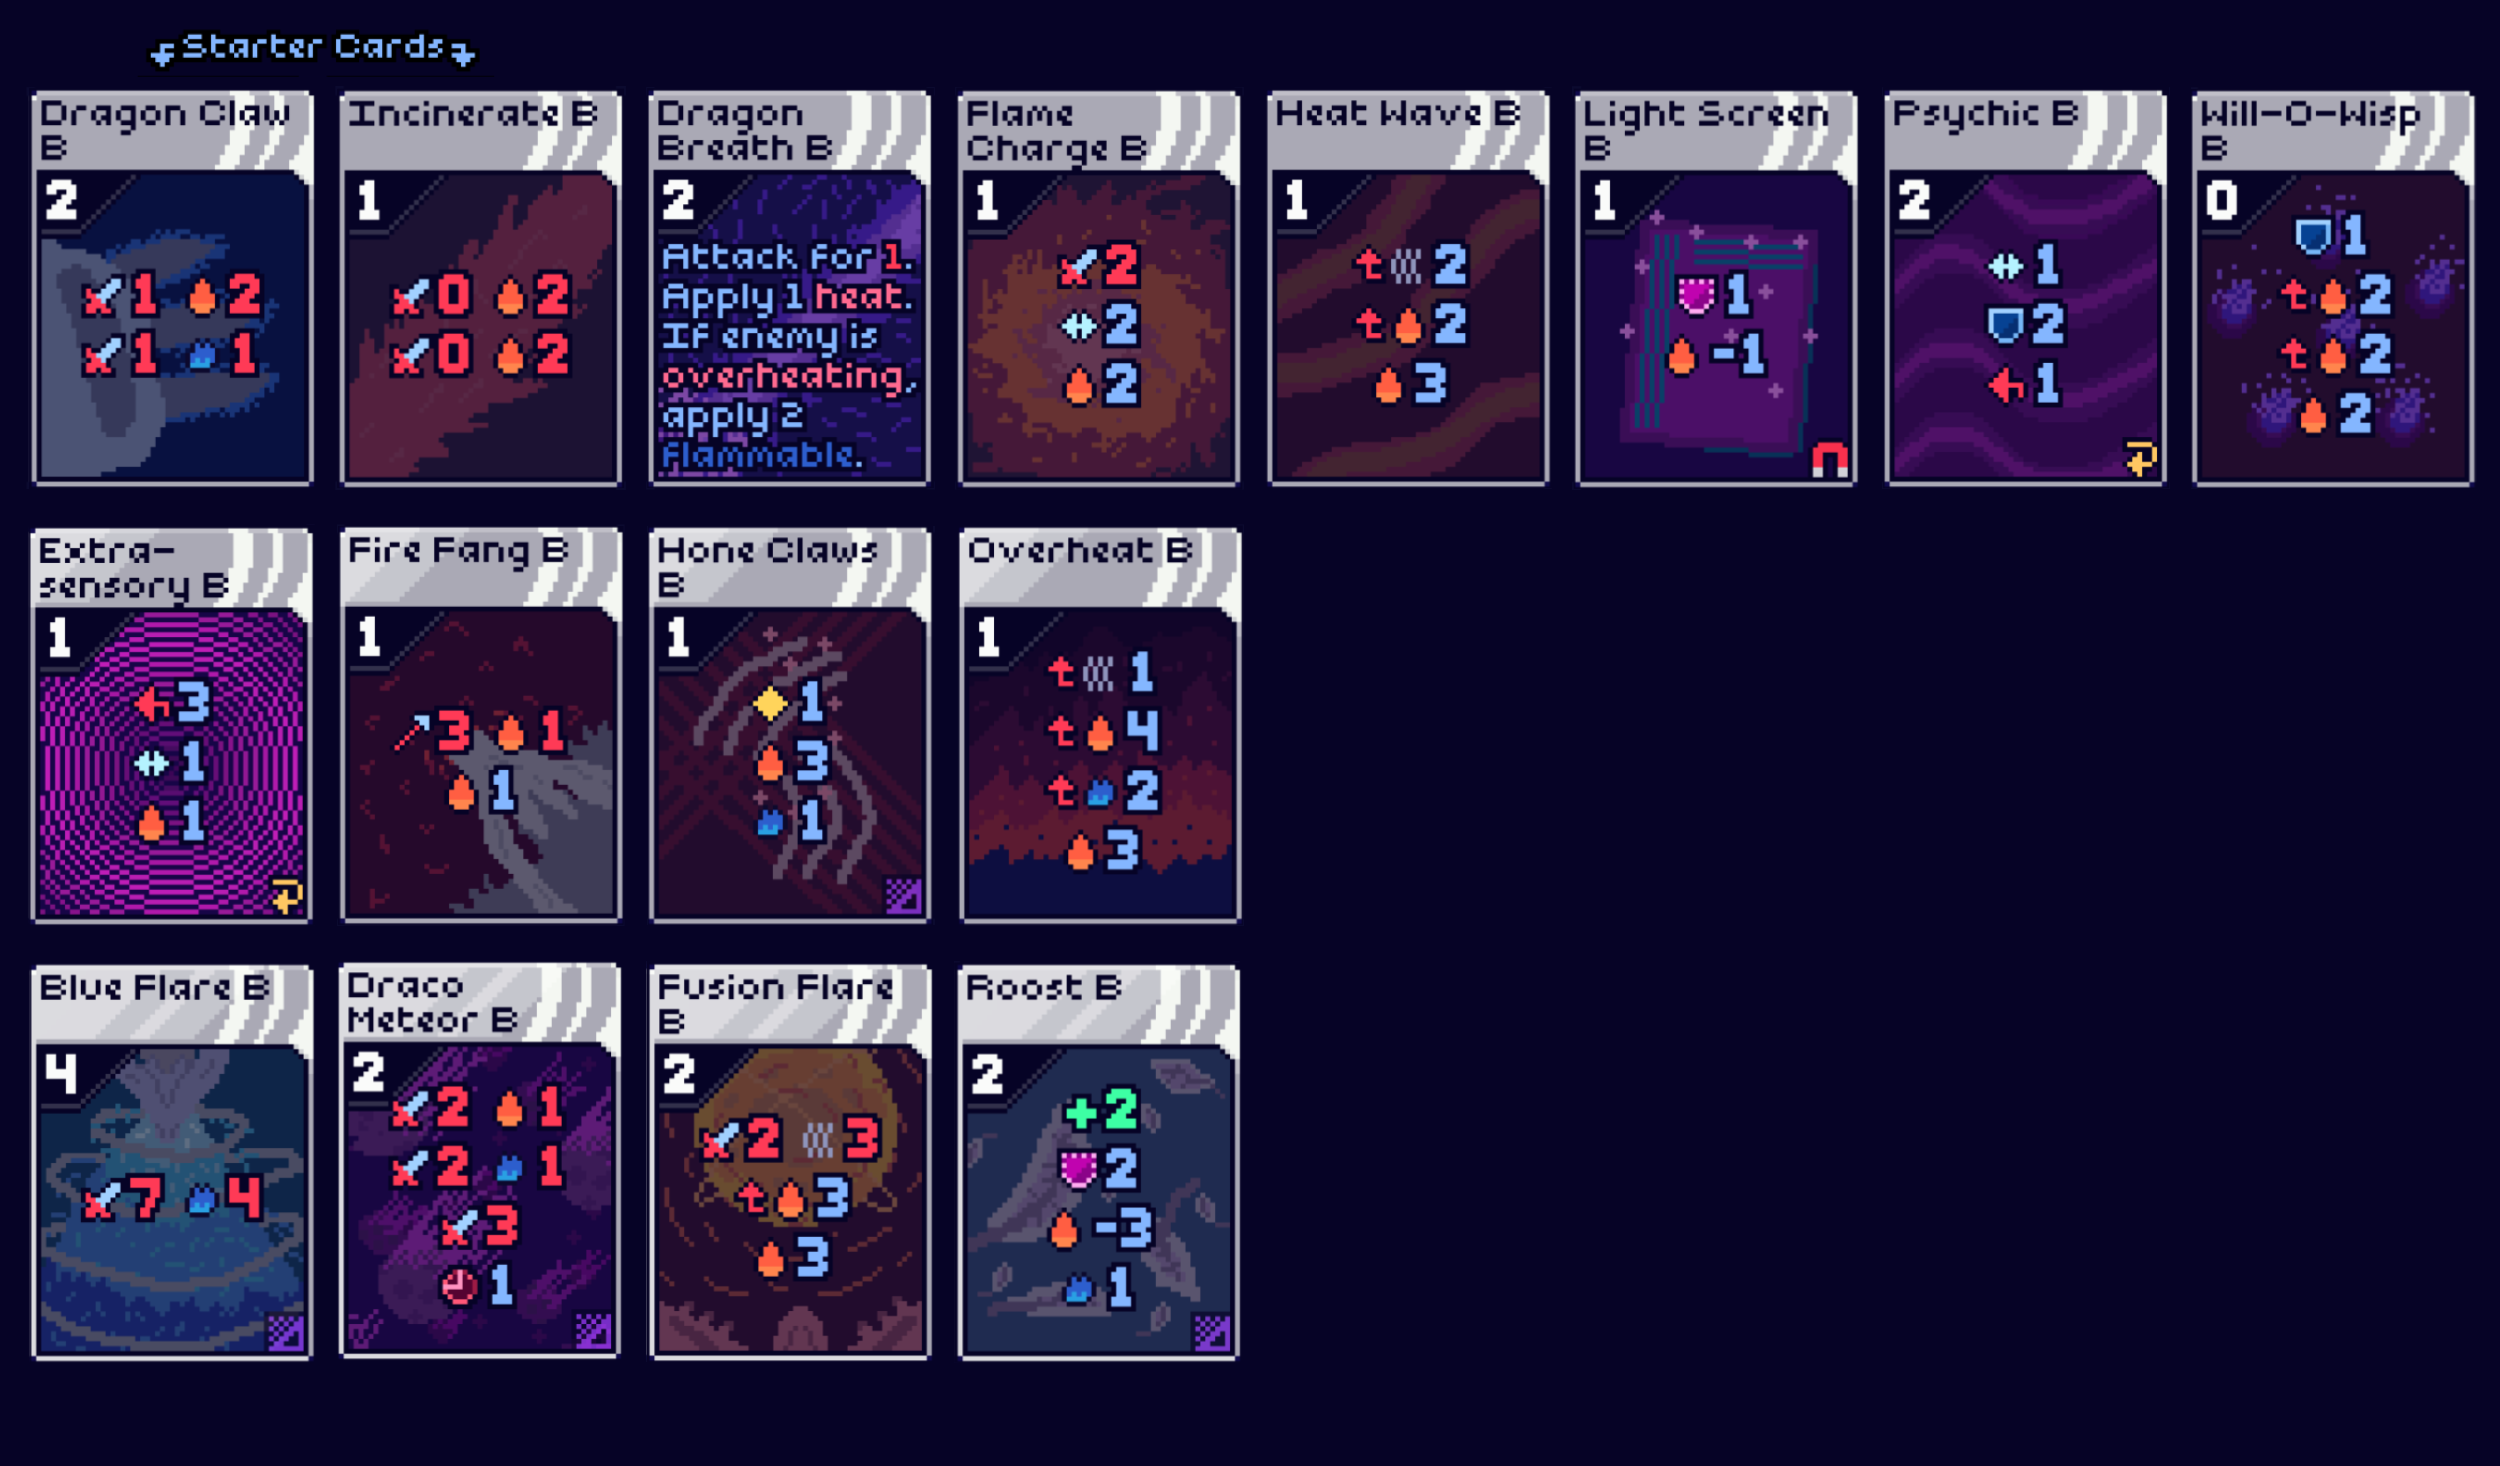 Starter Cards
Dragon Claw
B
2
1 2
1 1
Incinerate B
1
0 2
0 2
Dragon
Breath B
2
Attack for 1.
Apply 1 heat.
If enemy is
overheating,
apply 2
flammable.
Flame
Charge B
1
2
2
2
Heat Wave B
1
2
2
3
Light Screen
B
1
1
-1
Psychic B
2
1
2
1
Will-O-Wisp
B
0
1
2
2
2
Extra-
sensory B
1
3
1
1
Fire Fang B
1
3 1
1
Hone Claws
B
1
1
3
1
Overheat B
1
1
4
2
3
Blue Flare B
4
7 4
Draco
Meteor B
2
2 1
2 1
3
1
Fusion Flare
B
2
2 3
3
3
Roost B
2
+2
2
-3
1